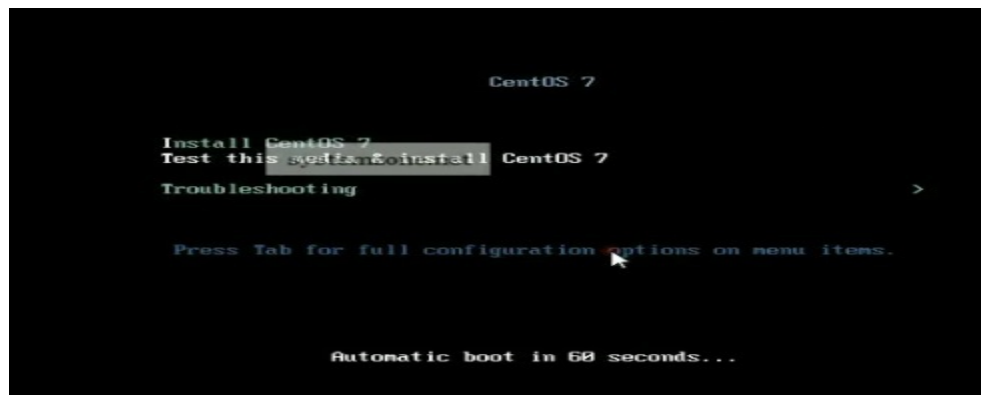 CentOS 7
Install CentOS 7
Test this media & install CentOS 7
Troubleshooting >
Press Tab for full configuration options on menu items.
Automatic boot in 60 seconds...